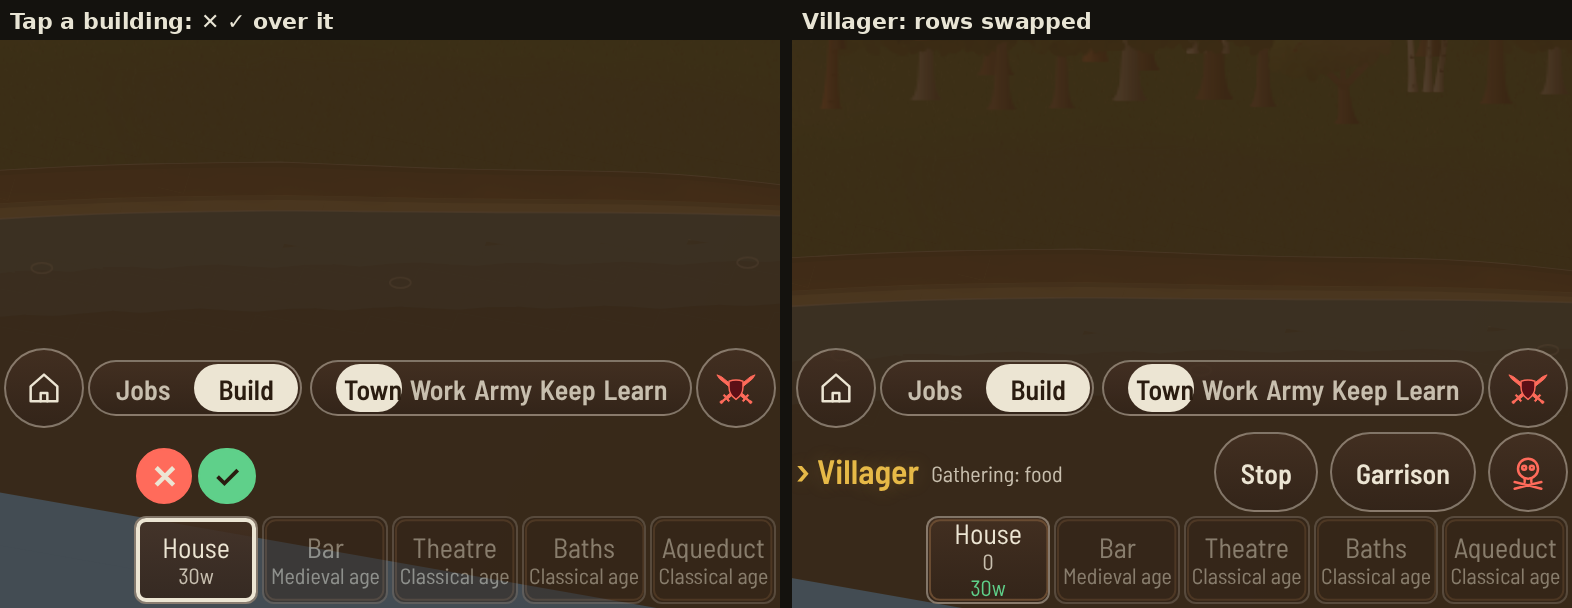 Tap a building: ✕ ✓ over it
Jobs Build Town Work Army Keep Learn
House Bar Theatre Baths Aqueduct
30w Medieval age Classical age Classical age Classical age
Villager: rows swapped
Jobs Build Town Work Army Keep Learn
› Villager Gathering: food Stop Garrison
House Bar Theatre Baths Aqueduct
0 Medieval age Classical age Classical age Classical age
30w